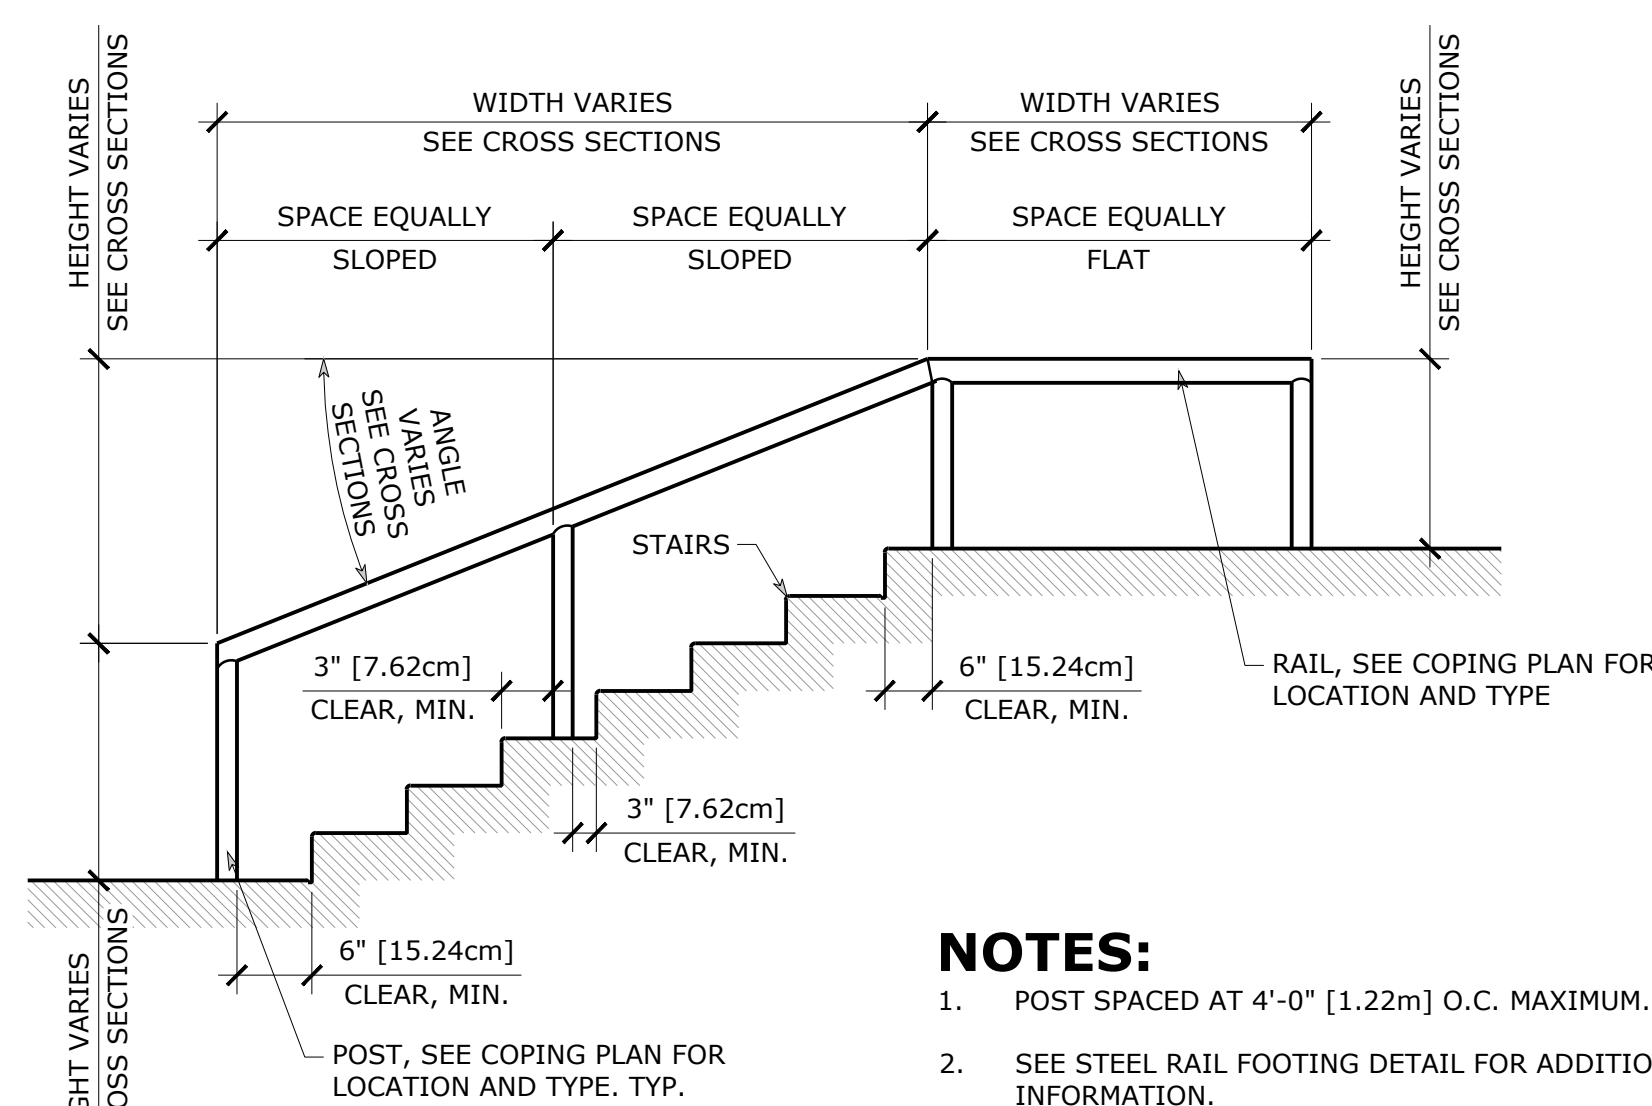 HEIGHT VARIES
SEE CROSS SECTIONS
WIDTH VARIES
SEE CROSS SECTIONS
WIDTH VARIES
SEE CROSS SECTIONS
HEIGHT VARIES
SEE CROSS SECTIONS
SPACE EQUALLY
SLOPED
SPACE EQUALLY
SLOPED
SPACE EQUALLY
FLAT
ANGLE
VARIES
SEE CROSS
SECTIONS
STAIRS
3" [7.62cm]
CLEAR, MIN.
6" [15.24cm]
CLEAR, MIN.
RAIL, SEE COPING PLAN FOR
LOCATION AND TYPE
3" [7.62cm]
CLEAR, MIN.
6" [15.24cm]
CLEAR, MIN.
VARIES
SECTIONS
POST, SEE COPING PLAN FOR
LOCATION AND TYPE. TYP.
NOTES:
1. POST SPACED AT 4'-0" [1.22m] O.C. MAXIMUM.
2. SEE STEEL RAIL FOOTING DETAIL FOR
INFORMATION.